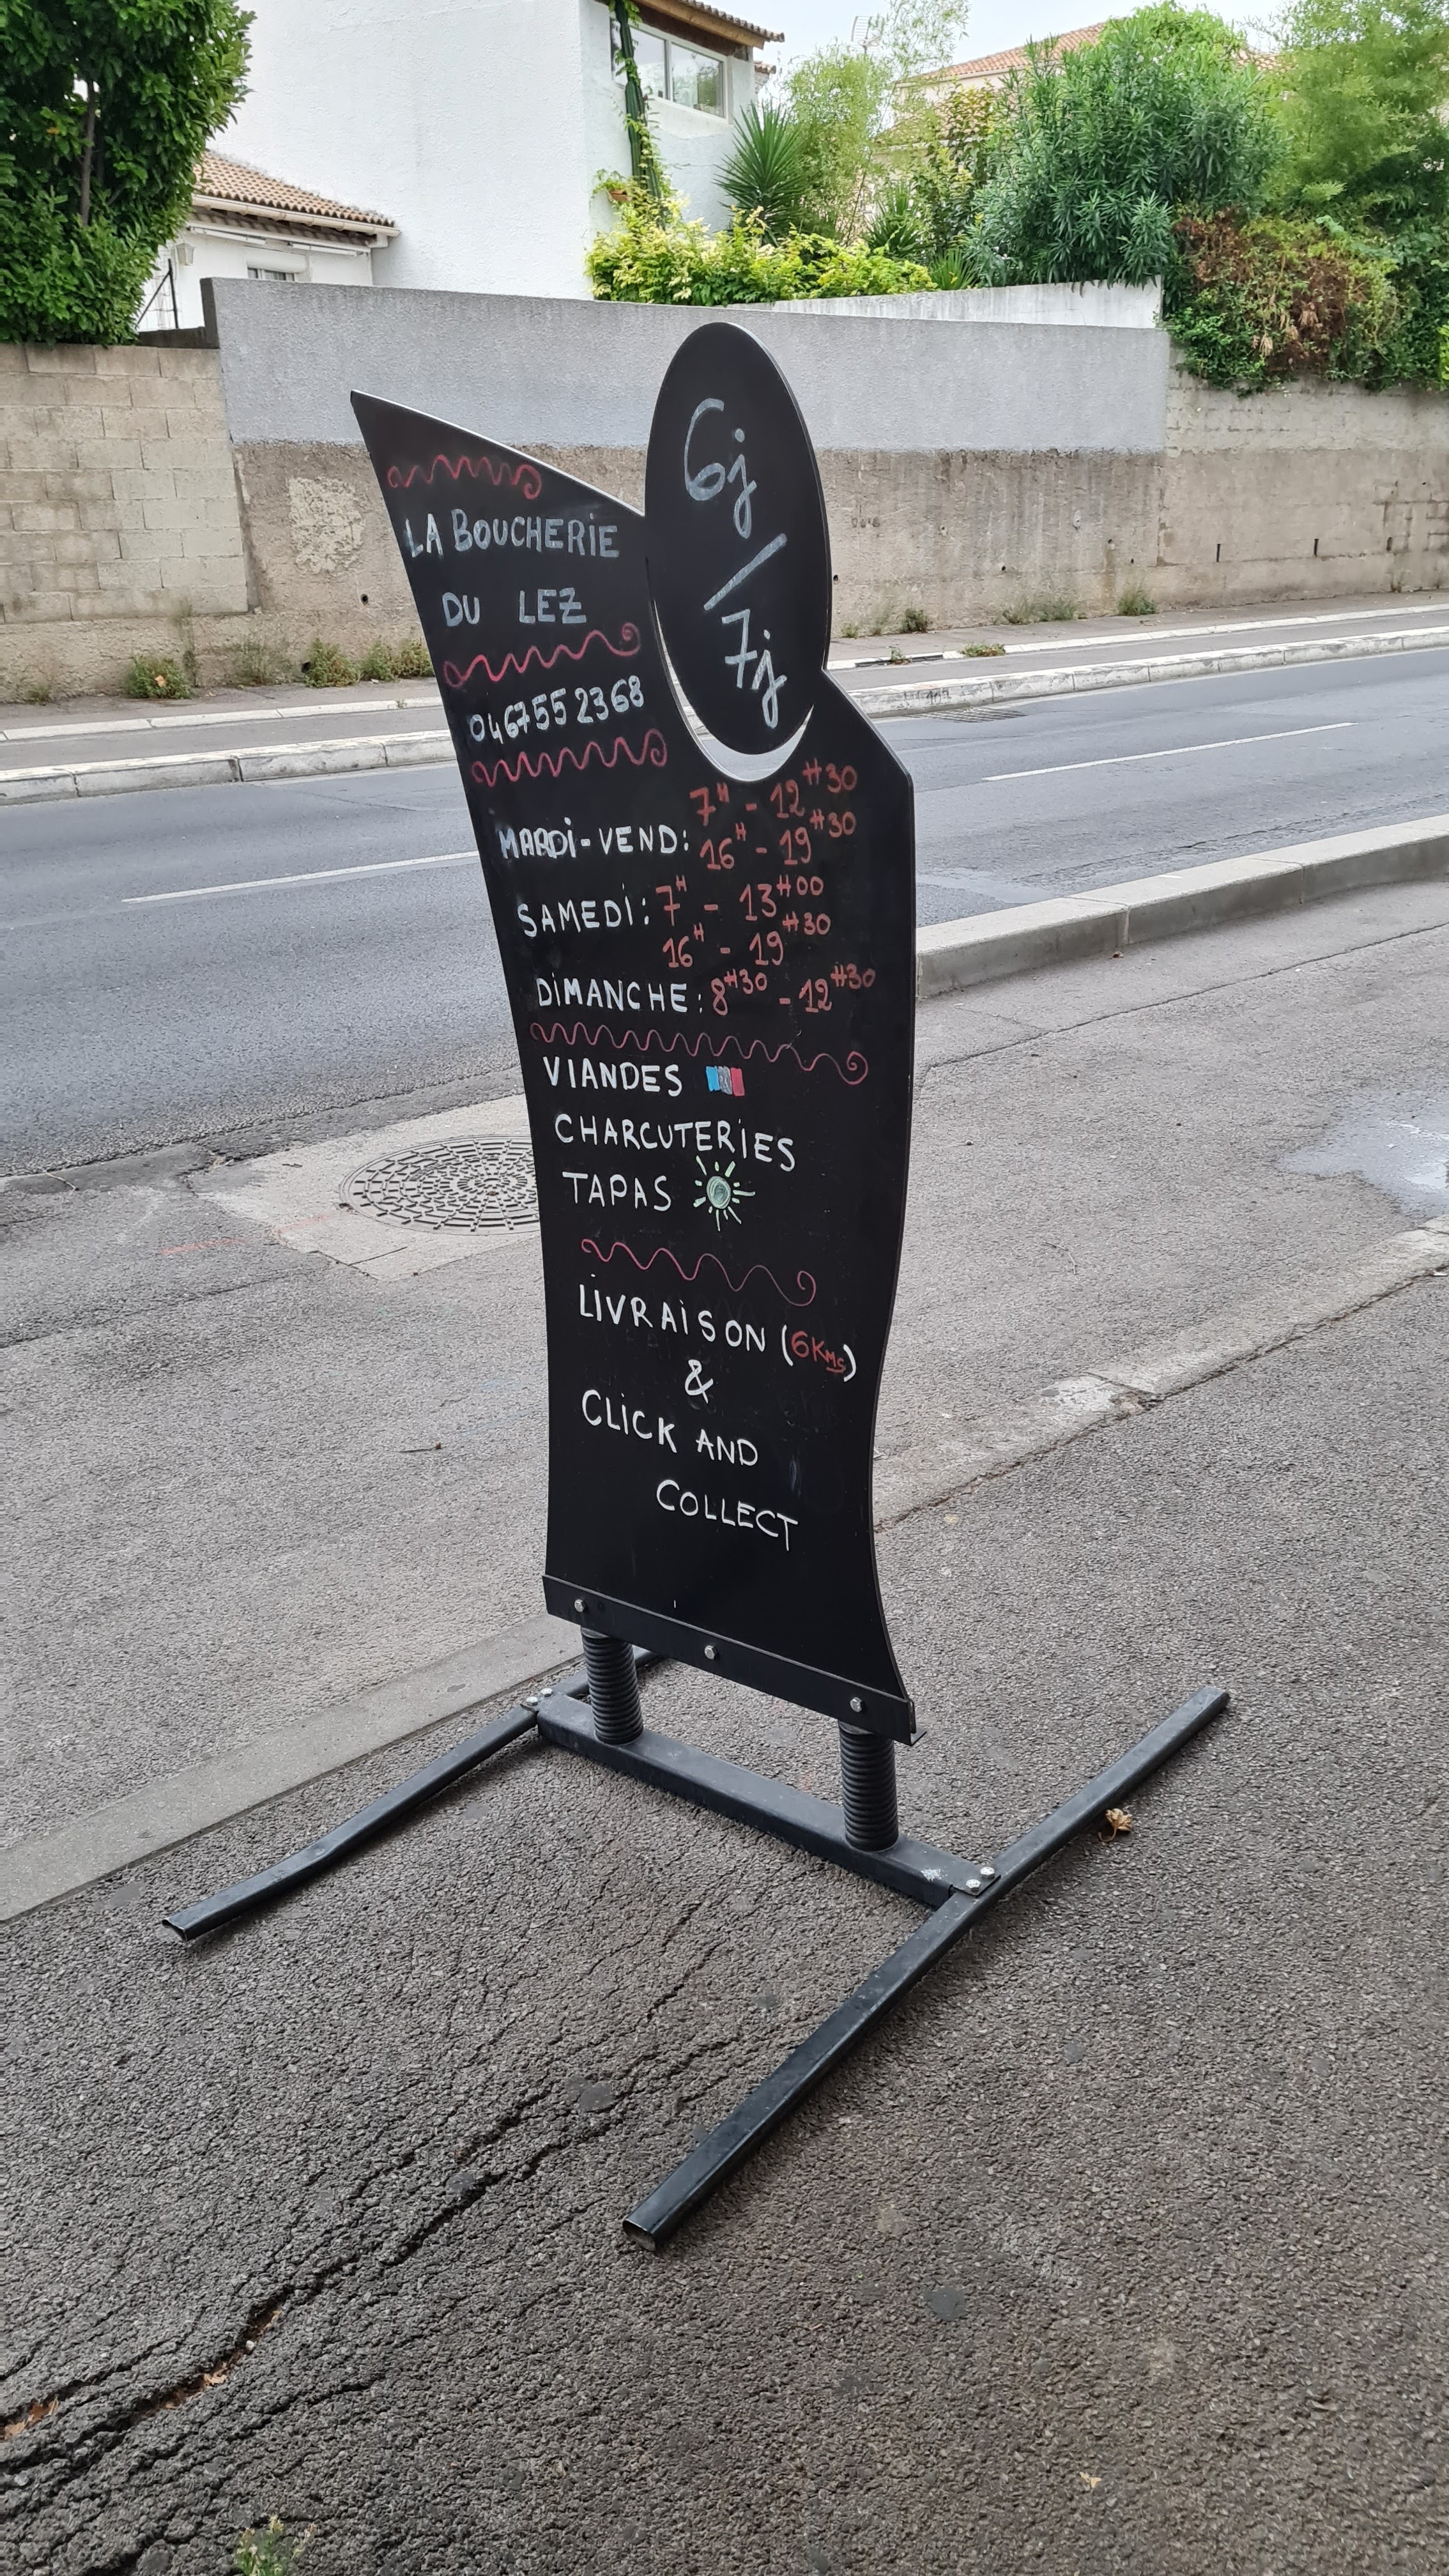 6j
/
7j
LA BOUCHERIE
DU LEZ
0467552368
MARDI-VEND: 7H - 12H30
16H - 19H30
SAMEDI: 7H - 13H00
16H - 19H30
DIMANCHE: 8H30 - 12H30
VIANDES
CHARCUTERIES
TAPAS
LIVRAISON (6KMS)
&
CLICK AND
COLLECT